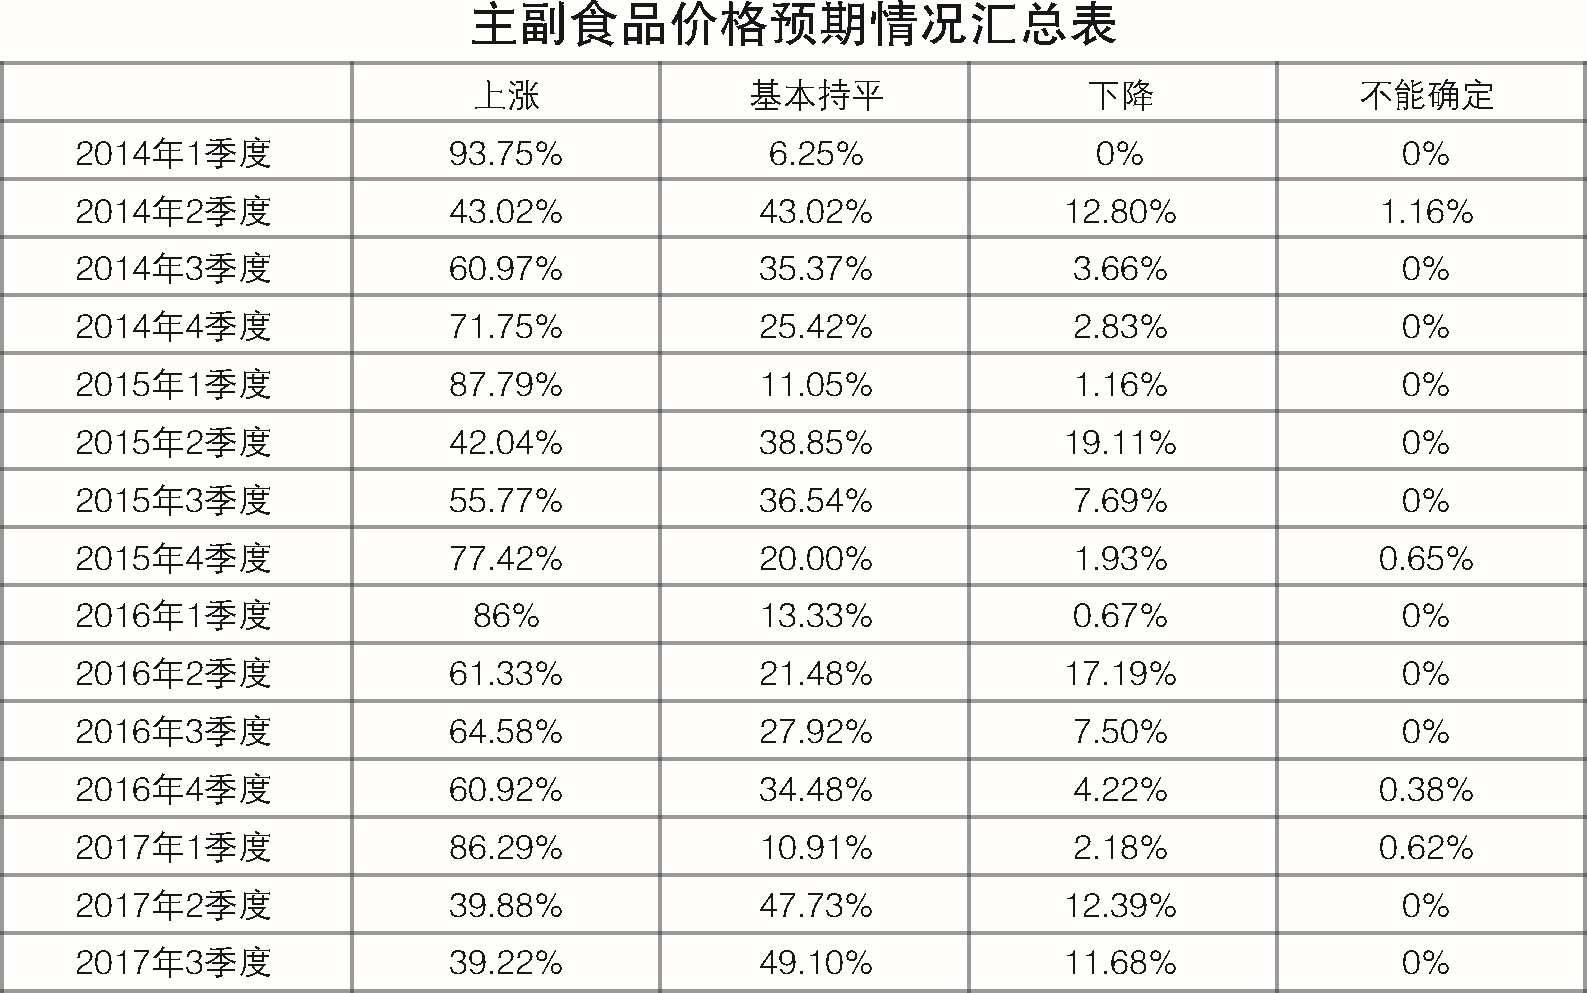 主副食品价格预期情况汇总表
上涨 基本持平 下降 不能确定
2014年1季度 93.75% 6.25% 0% 0%
2014年2季度 43.02% 43.02% 12.80% 1.16%
2014年3季度 60.97% 35.37% 3.66% 0%
2014年4季度 71.75% 25.42% 2.83% 0%
2015年1季度 87.79% 11.05% 1.16% 0%
2015年2季度 42.04% 38.85% 19.11% 0%
2015年3季度 55.77% 36.54% 7.69% 0%
2015年4季度 77.42% 20.00% 1.93% 0.65%
2016年1季度 86% 13.33% 0.67% 0%
2016年2季度 61.33% 21.48% 17.19% 0%
2016年3季度 64.58% 27.92% 7.50% 0%
2016年4季度 60.92% 34.48% 4.22% 0.38%
2017年1季度 86.29% 10.91% 2.18% 0.62%
2017年2季度 39.88% 47.73% 12.39% 0%
2017年3季度 39.22% 49.10% 11.68% 0%